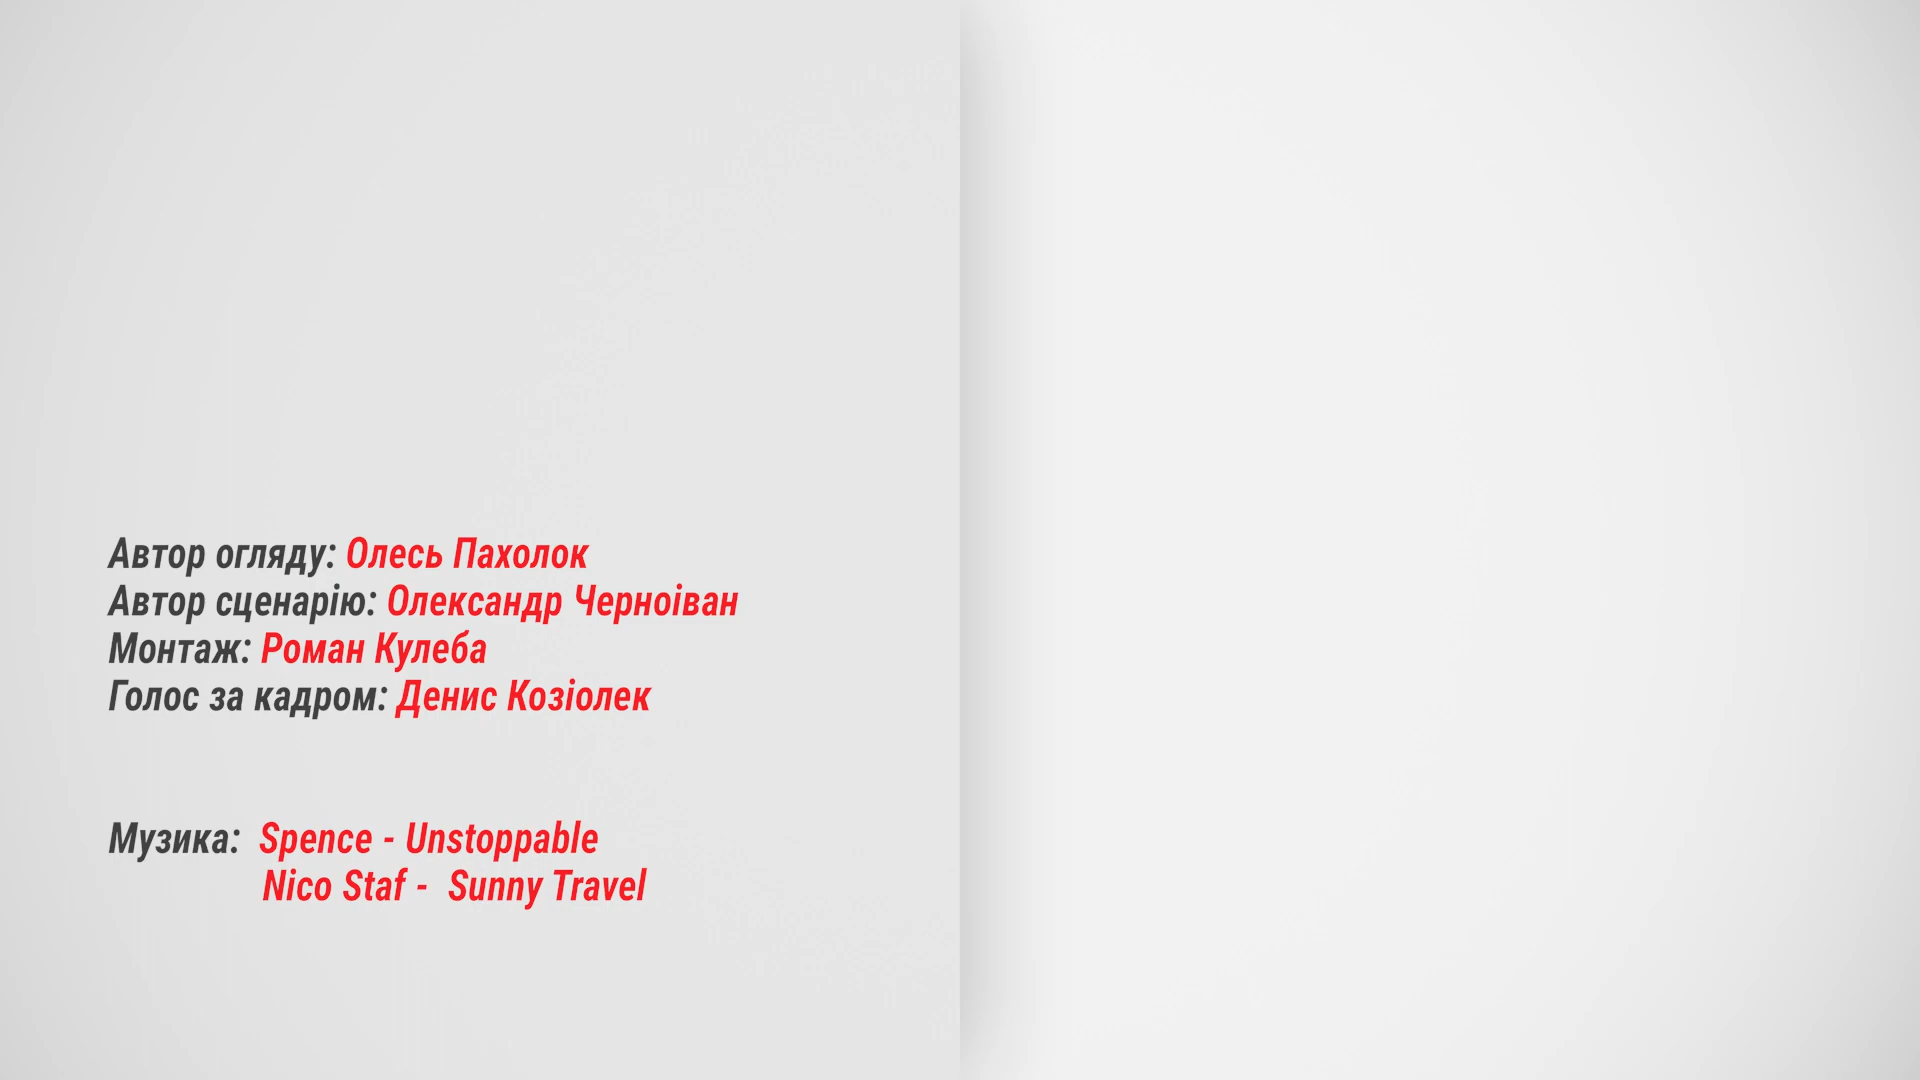 Автор огляду: Олесь Пахолок
Автор сценарію: Олександр Черноіван
Монтаж: Роман Кулеба
Голос за кадром: Денис Козіолек
Музика: Spence - Unstoppable
Nico Staf - Sunny Travel